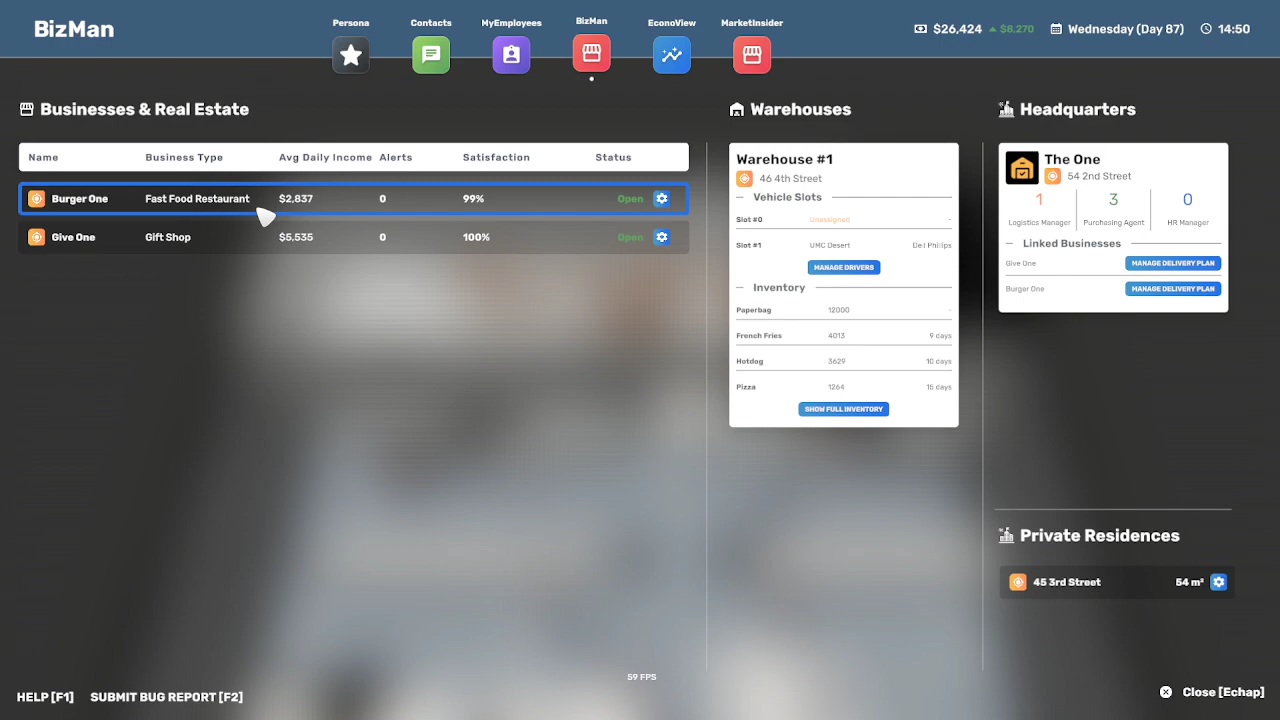 BizMan
Persona
Contacts
MyEmployees
BizMan
EconoView
MarketInsider
$26,424 $8,270
Wednesday (Day 87)
14:50
Businesses & Real Estate
Name Business Type Avg Daily Income Alerts Satisfaction Status
Burger One Fast Food Restaurant $2,837 0 99% Open
Give One Gift Shop $5,535 0 100% Open
Warehouses
Warehouse #1
46 4th Street
Vehicle Slots
Slot #0 Unassigned -
Slot #1 UMC Desert Dell Phillips
MANAGE DRIVERS
Inventory
Paperbag 12000 -
French Fries 4013 9 days
Hotdog 3629 10 days
Pizza 1264 15 days
SHOW FULL INVENTORY
Headquarters
The One
54 2nd Street
1 3 0
Logistics Manager Purchasing Agent HR Manager
Linked Businesses
Give One MANAGE DELIVERY PLAN
Burger One MANAGE DELIVERY PLAN
Private Residences
45 3rd Street 54 m²
59 FPS
HELP [F1] SUBMIT BUG REPORT [F2]
Close [Echap]